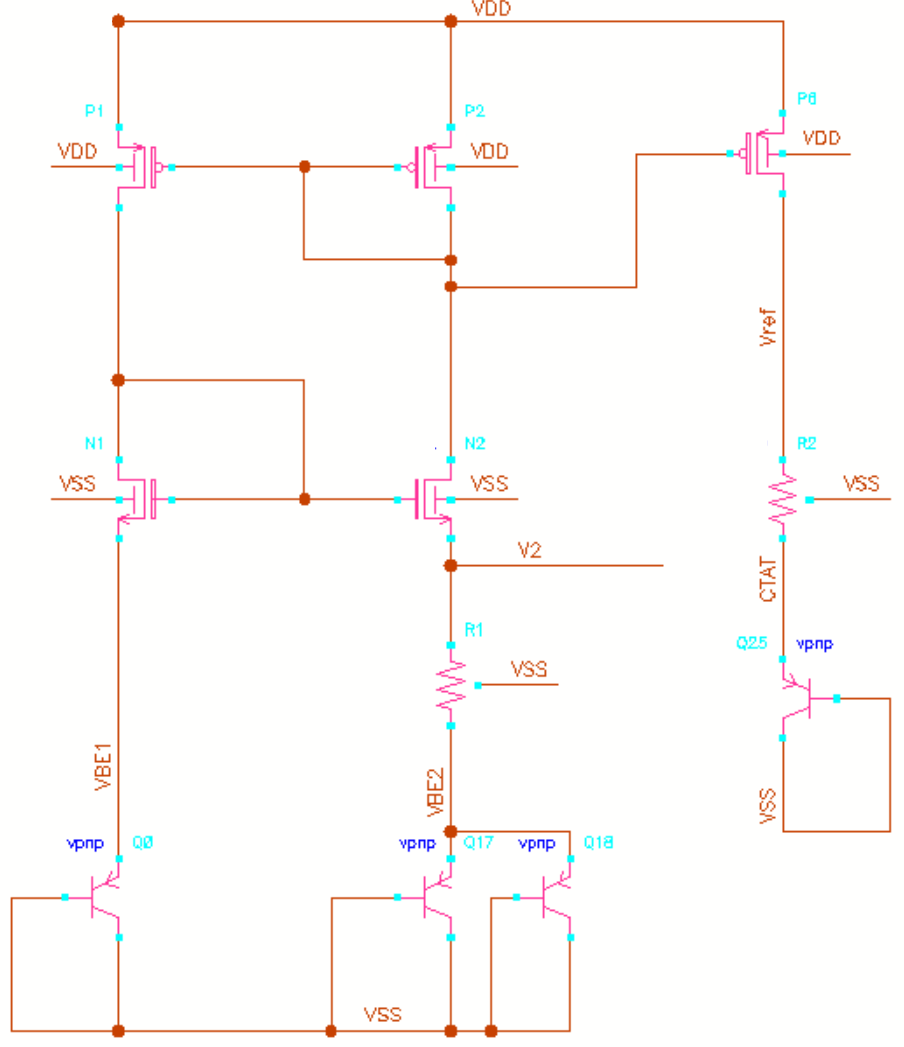 VDD
P1
P2
P6
VDD
VDD
VDD
Vref
N1
N2
R2
VSS
VSS
VSS
V2
CTAT
R1
Q25
vpnp
VSS
VBE1
VBE2
VSS
vpnp
Q0
vpnp
Q17
vpnp
Q18
VSS